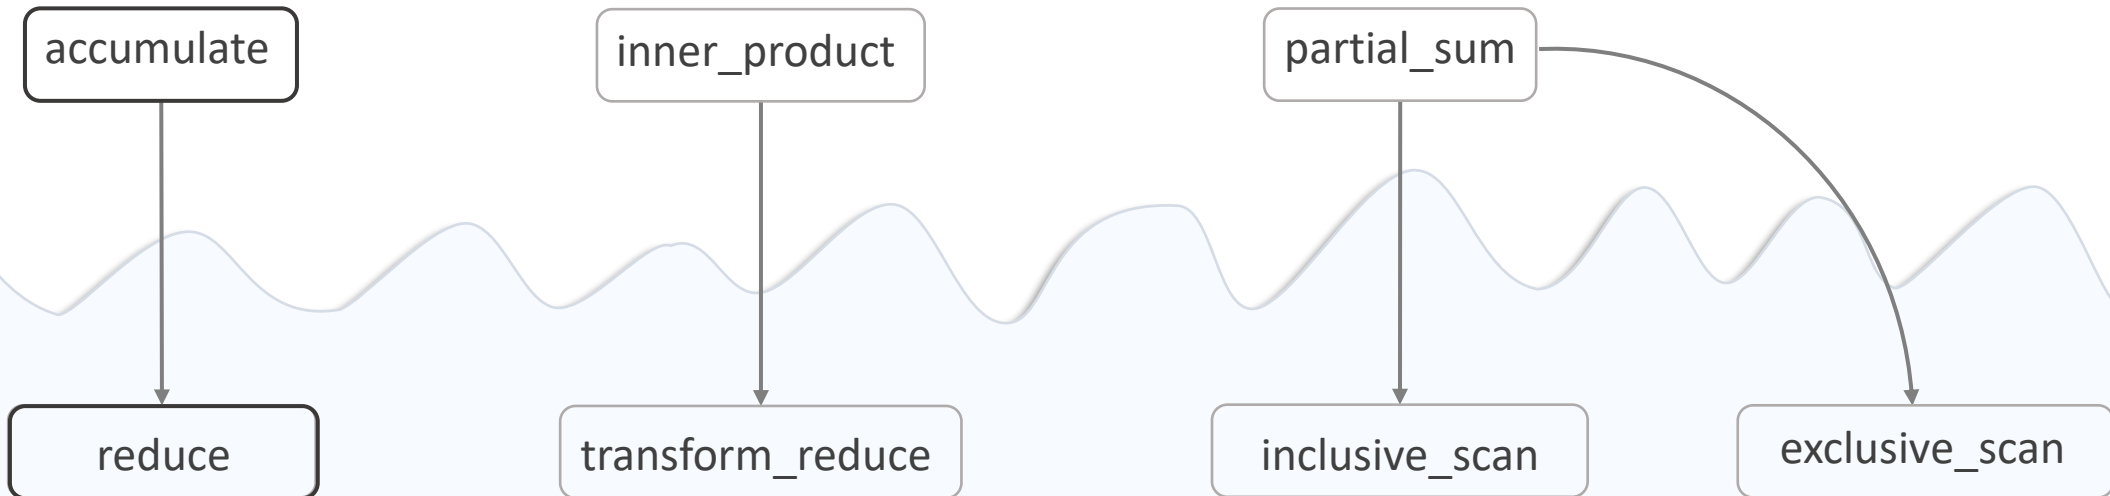 accumulate
inner_product
partial_sum
reduce
transform_reduce
inclusive_scan
exclusive_scan